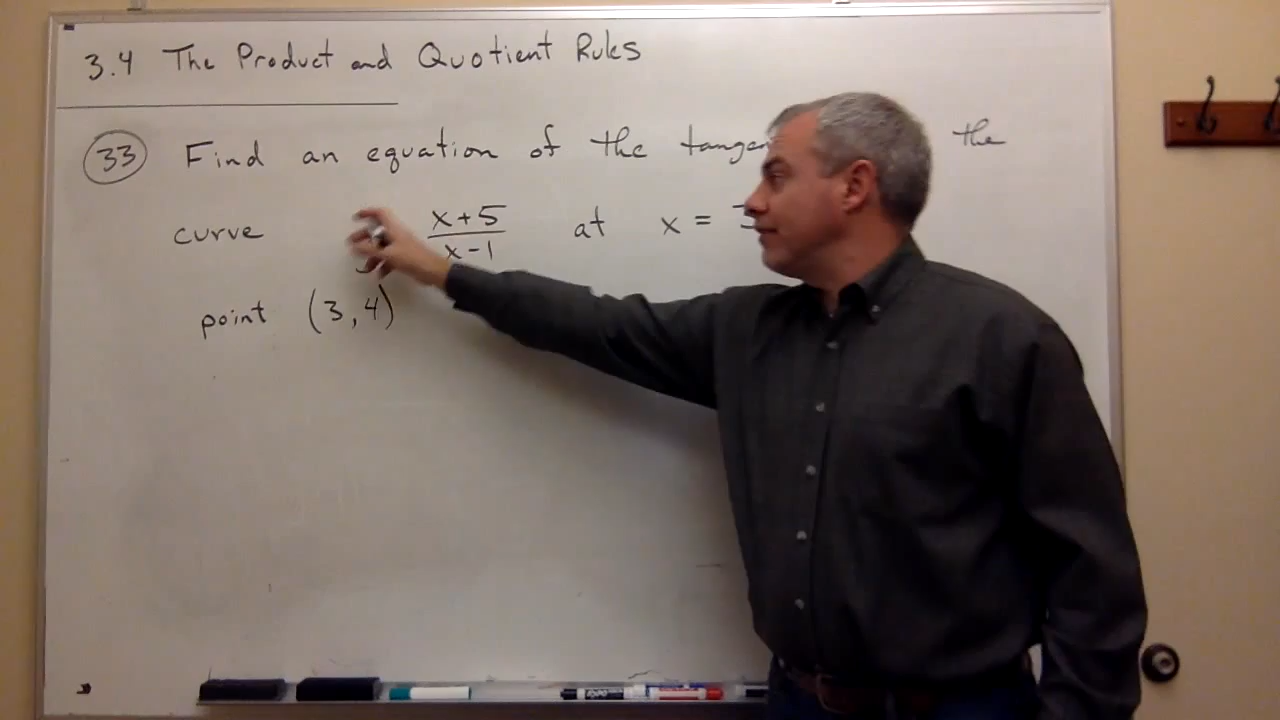 3.4 The Product and Quotient Rules
33 Find an equation of the the
curve x+5 / x-1 at x =
point (3, 4)